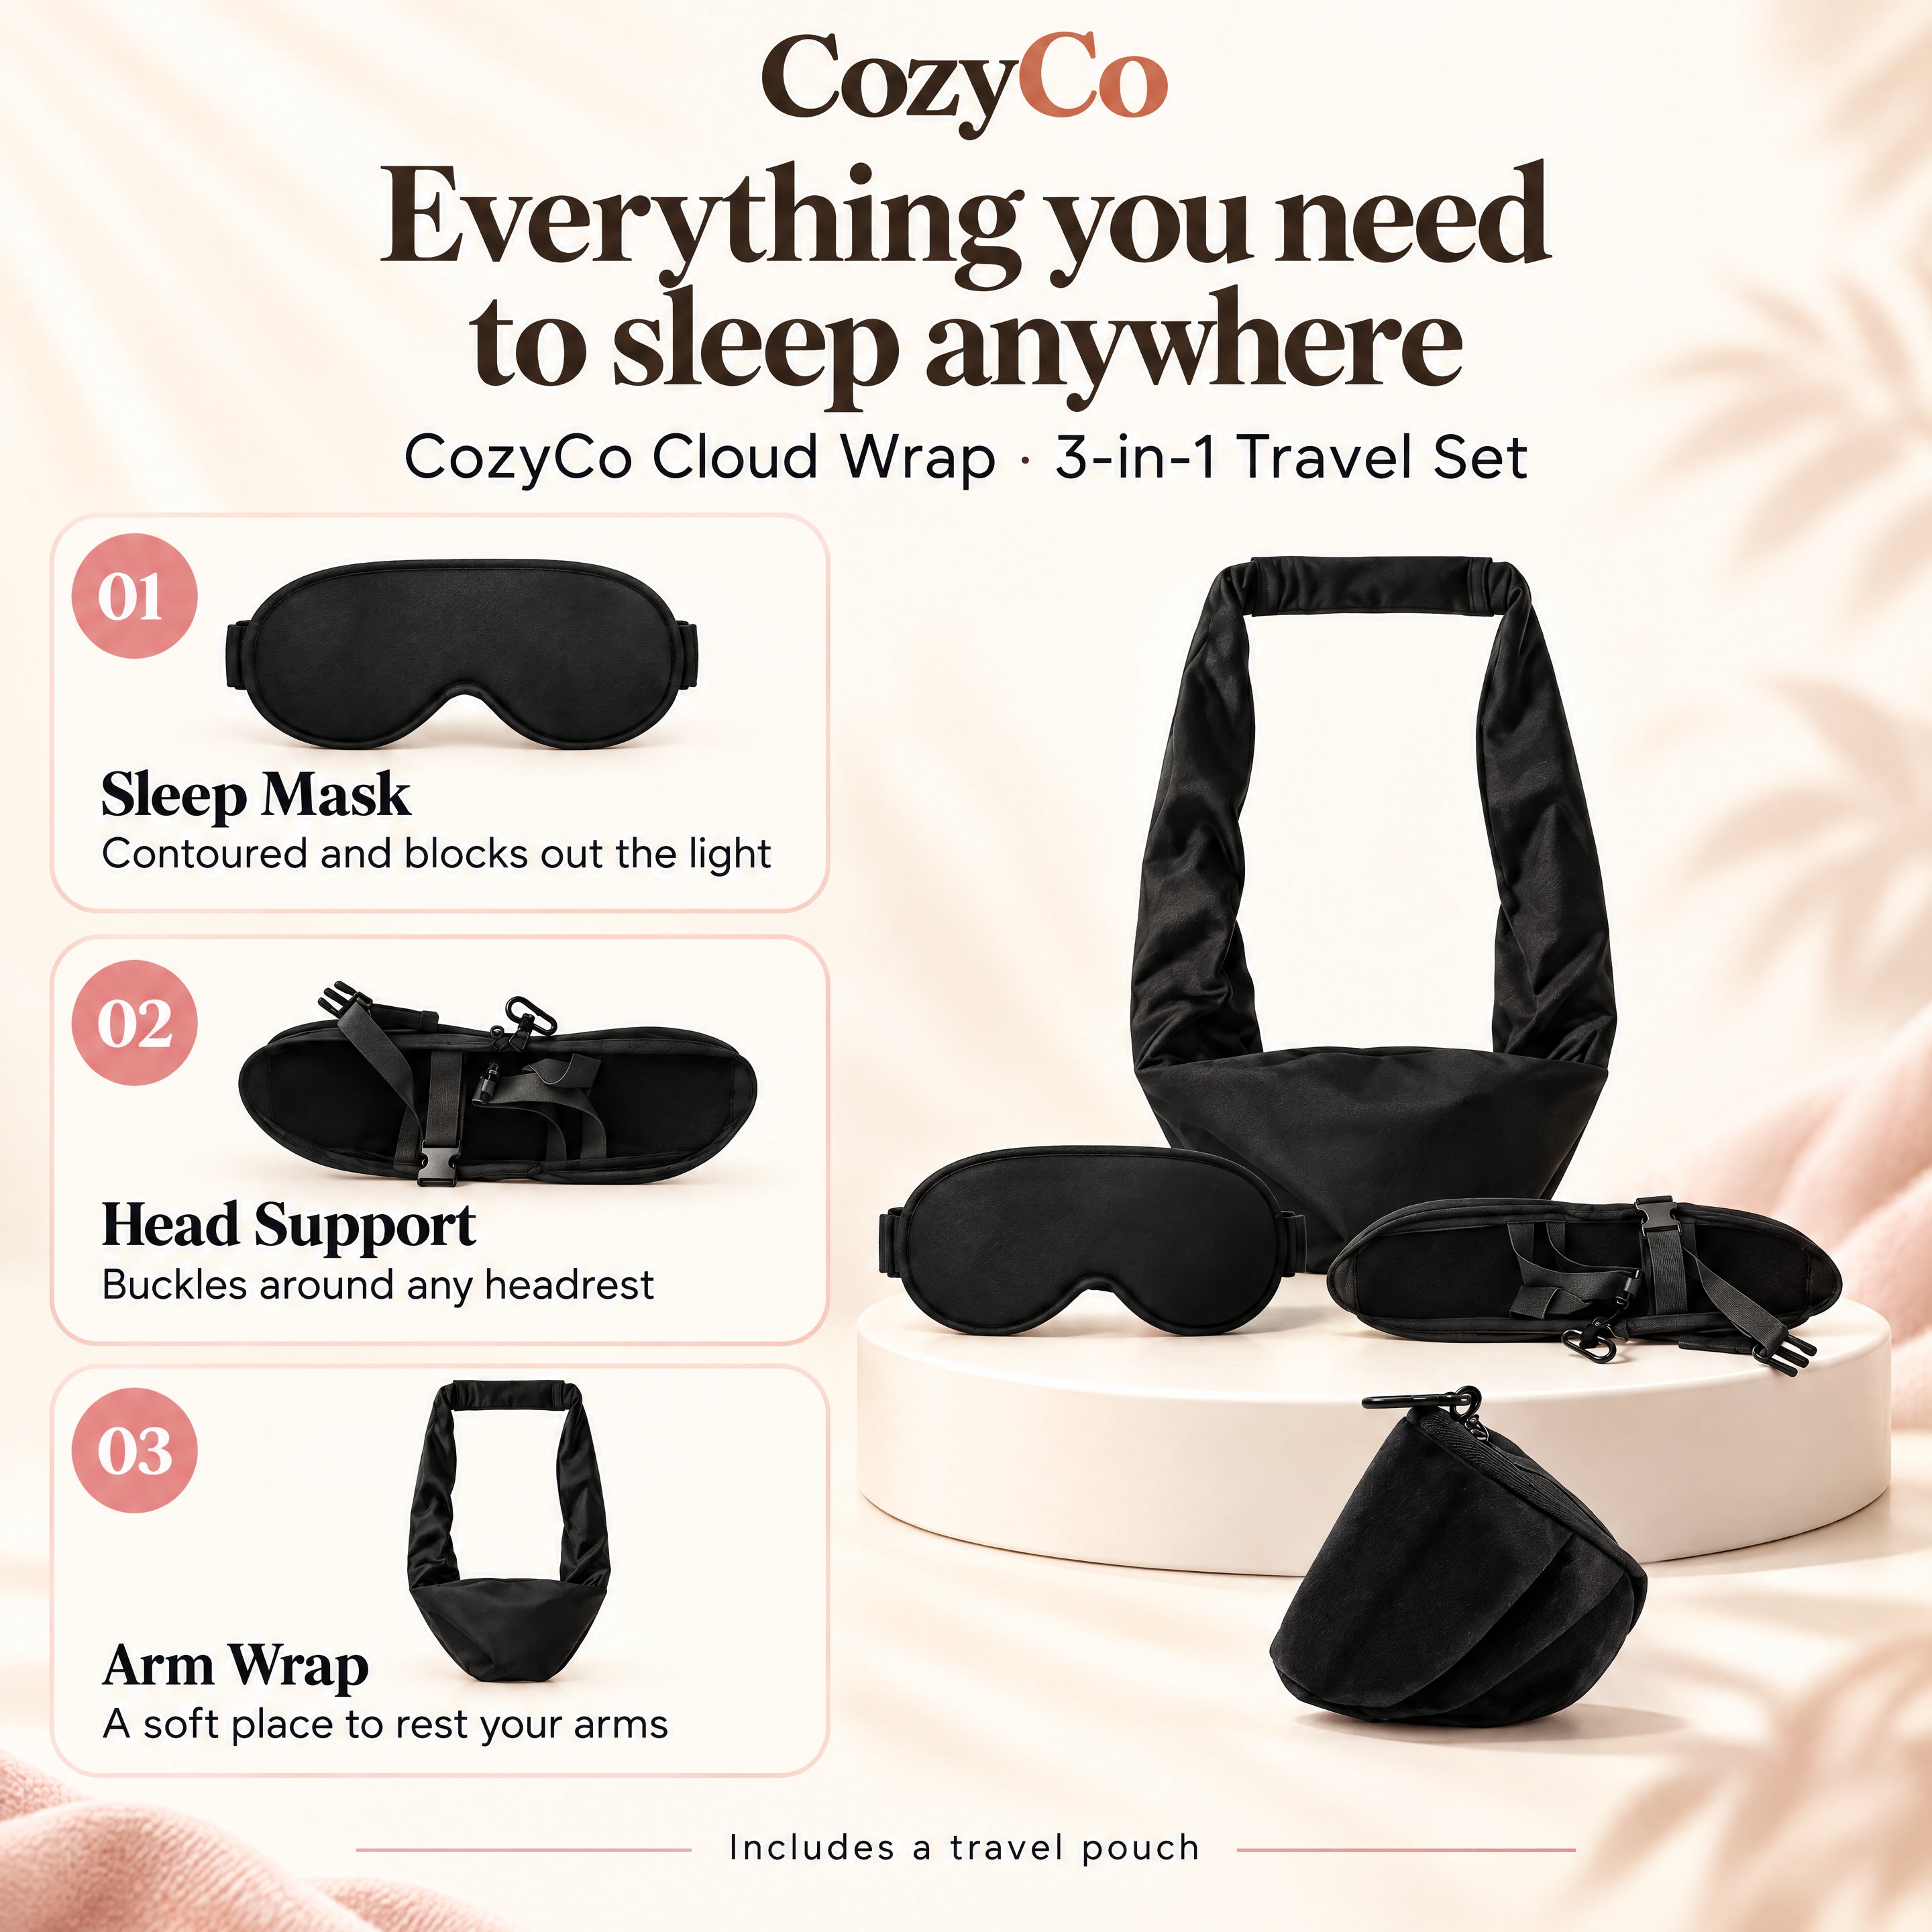 CozyCo
Everything you need
to sleep anywhere
CozyCo Cloud Wrap · 3-in-1 Travel Set
01
Sleep Mask
Contoured and blocks out the light
02
Head Support
Buckles around any headrest
03
Arm Wrap
A soft place to rest your arms
Includes a travel pouch